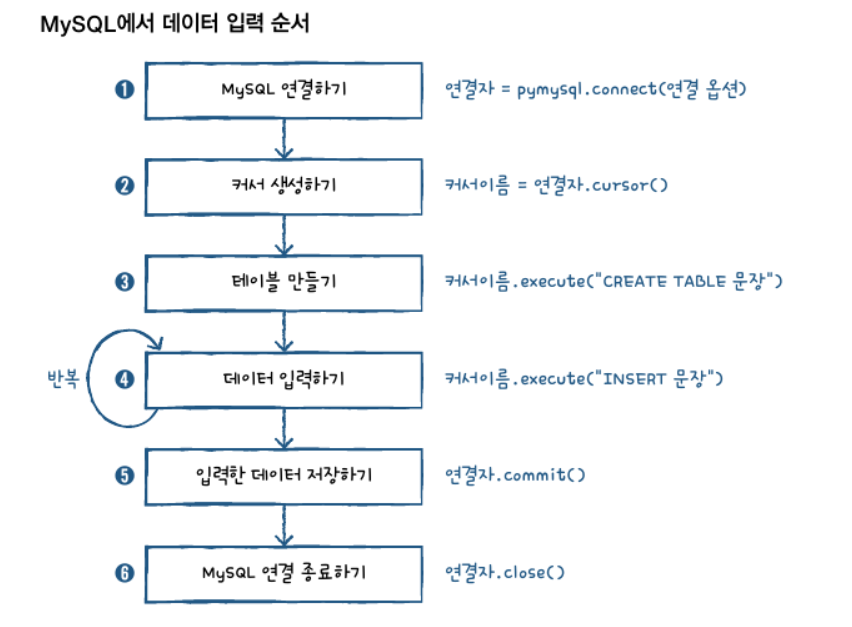 MySQL에서 데이터 입력 순서
❶ MySQL 연결하기 연결자 = pymysql.connect(연결 옵션)
❷ 커서 생성하기 커서이름 = 연결자.cursor()
❸ 테이블 만들기 커서이름.execute("CREATE TABLE 문장")
반복 ❹ 데이터 입력하기 커서이름.execute("INSERT 문장")
❺ 입력한 데이터 저장하기 연결자.commit()
❻ MySQL 연결 종료하기 연결자.close()